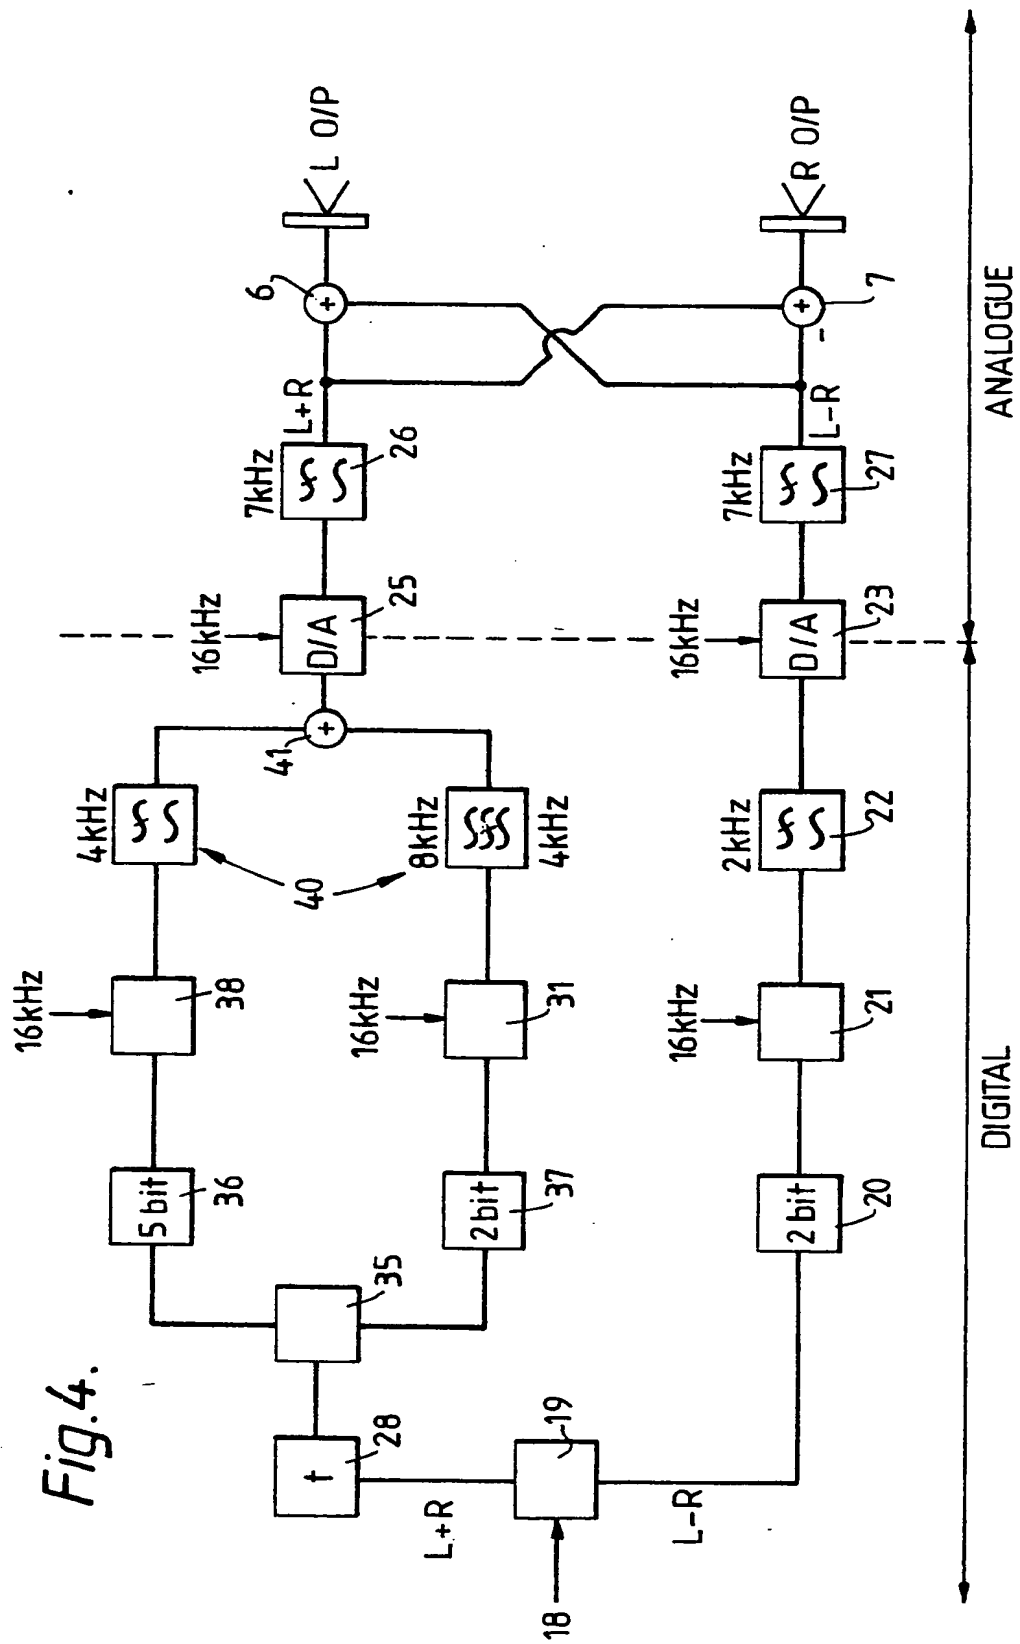 Fig.4.
16kHz
4kHz
5 bit
36
38
40
41
16kHz
25
D/A
7kHz
26
L+R
6
+
L O/P
t
28
35
2 bit
37
16kHz
31
8kHz
4kHz
+
L+R
18
19
L-R
2 bit
20
16kHz
21
2kHz
22
16kHz
D/A
23
7kHz
27
L-R
-
+
7
R O/P
DIGITAL
ANALOGUE